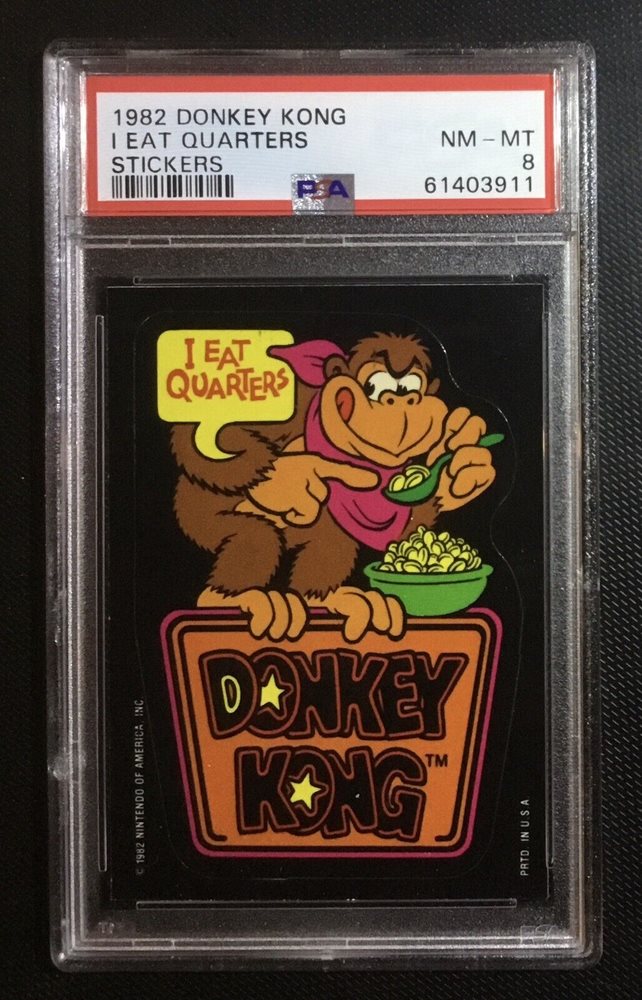 1982 DONKEY KONG
I EAT QUARTERS
STICKERS
NM - MT
8
PSA
61403911
I EAT
QUARTERS
DONKEY
KONG™
© 1982 NINTENDO OF AMERICA, INC
PRTD IN U.S.A